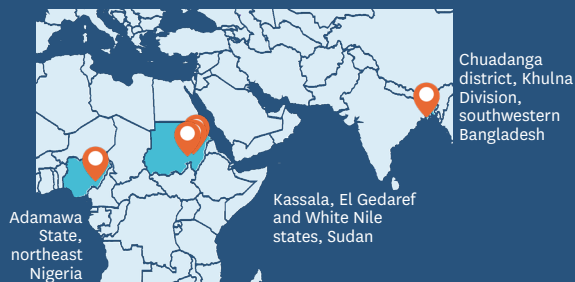 Chuadanga
district, Khulna
Division,
southwestern
Bangladesh
Kassala, El Gedaref
and White Nile
states, Sudan
Adamawa
State,
northeast
Nigeria